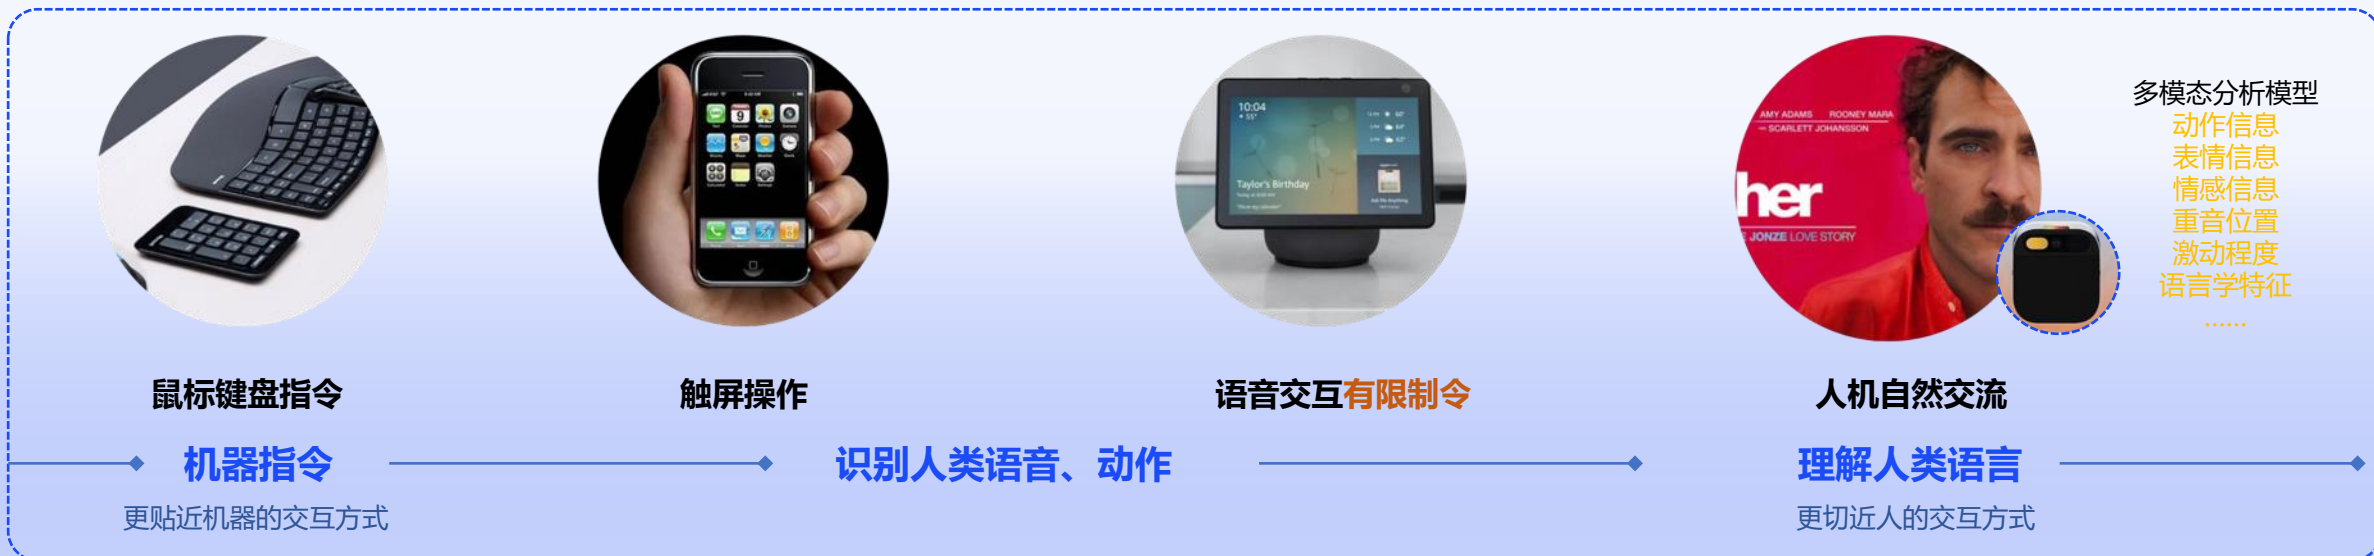 10:04
Taylor's Birthday
AMY ADAMS ROONEY MARA
SCARLETT JOHANSSON
her
JONZE LOVE STORY
多模态分析模型
动作信息
表情信息
情感信息
重音位置
激动程度
语言学特征
......
鼠标键盘指令
触屏操作
语音交互有限制令
人机自然交流
机器指令
识别人类语音、动作
理解人类语言
更贴近机器的交互方式
更切近人的交互方式